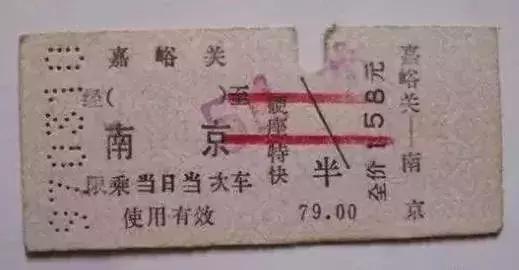 嘉峪关
经( )至
南京
限乘当日当次车
使用有效
硬座特快
半
79.00
全价158元
嘉峪关—南京